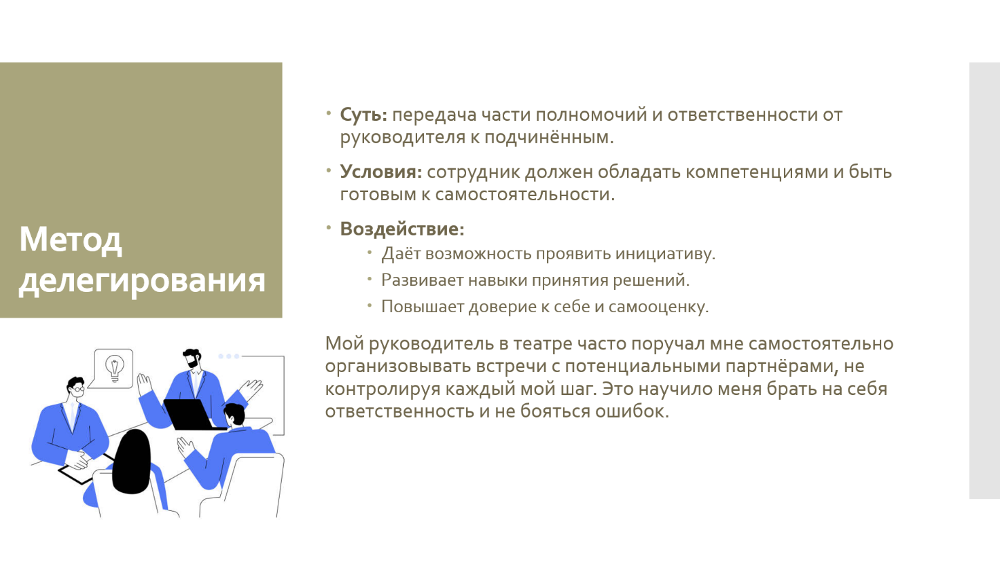 Метод
делегирования
• Суть: передача части полномочий и ответственности от
руководителя к подчинённым.
• Условия: сотрудник должен обладать компетенциями и быть
готовым к самостоятельности.
• Воздействие:
• Даёт возможность проявить инициативу.
• Развивает навыки принятия решений.
• Повышает доверие к себе и самооценку.
Мой руководитель в театре часто поручал мне самостоятельно
организовывать встречи с потенциальными партнёрами, не
контролируя каждый мой шаг. Это научило меня брать на себя
ответственность и не бояться ошибок.